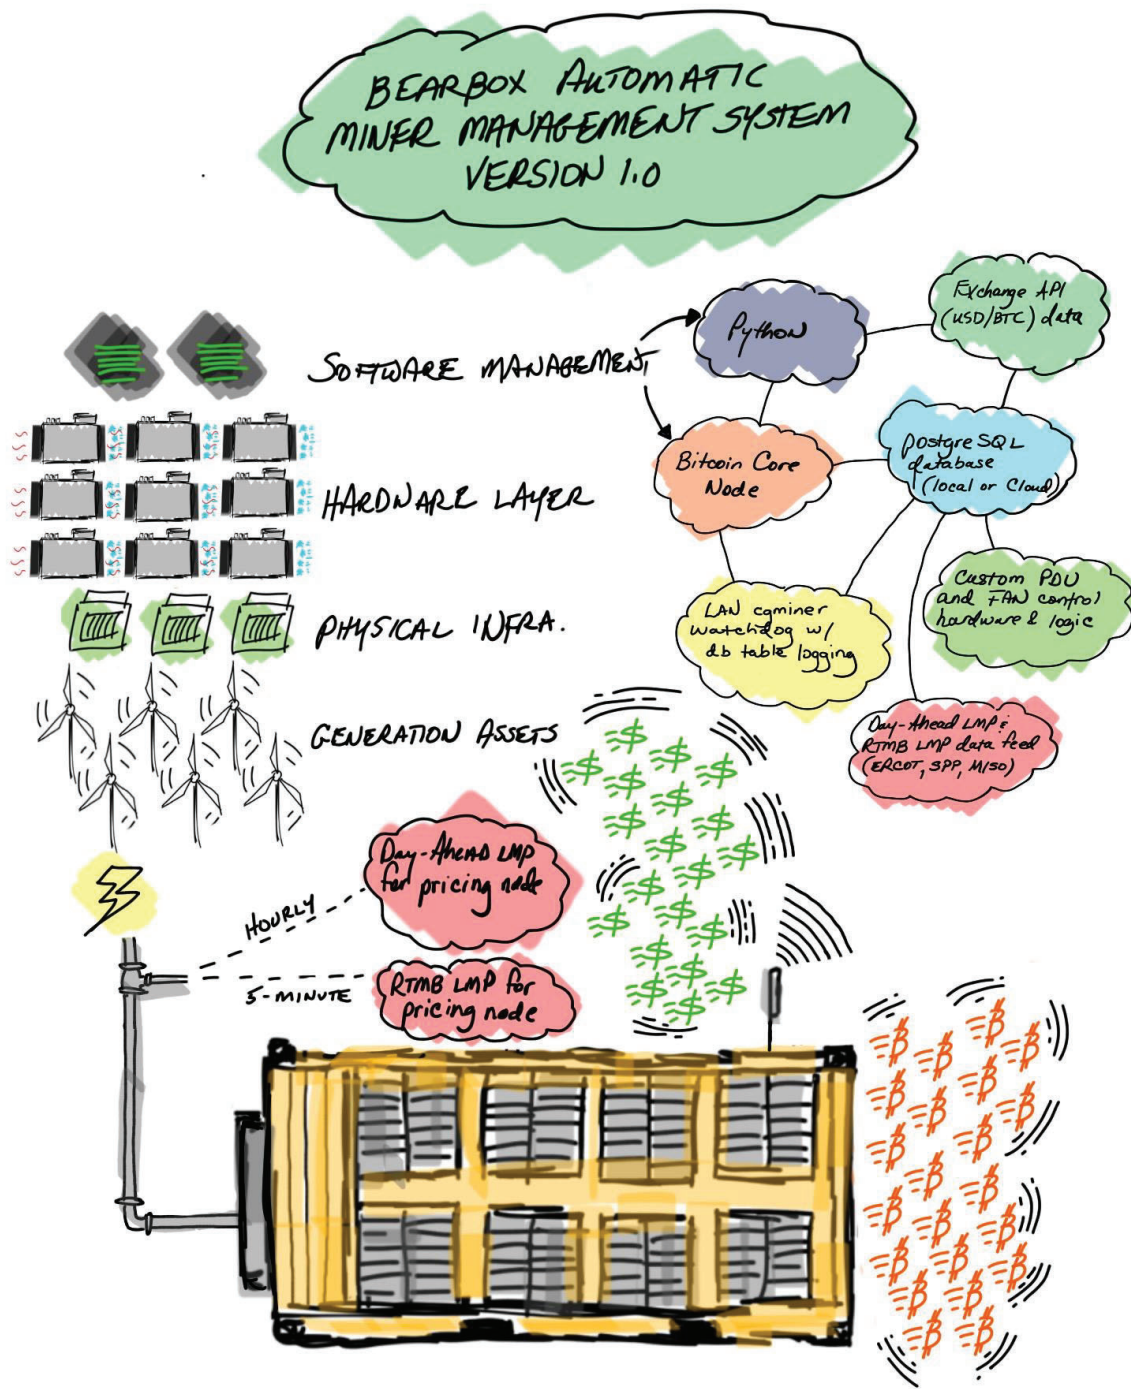 BEARBOX AUTOMATIC
MINER MANAGEMENT SYSTEM
VERSION 1.0
SOFTWARE MANAGEMENT
Python
Exchange API
(USD/BTC) data
Bitcoin Core
Node
postgreSQL
database
(local or Cloud)
HARDWARE LAYER
LAN cgminer
watchdog w/
db table logging
Custom PDU
and FAN control
hardware & logic
PHYSICAL INFRA.
GENERATION ASSETS
Day-Ahead LMP &
RTMB LMP data feed
(ERCOT, SPP, MISO)
Day-Ahead LMP
for pricing node
HOURLY
5-MINUTE
RTMB LMP for
pricing node